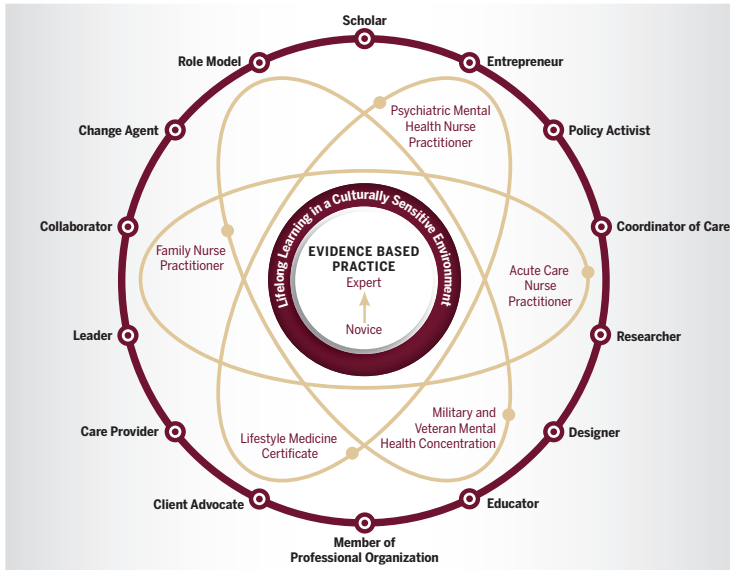 Scholar
Role Model
Entrepreneur
Psychiatric Mental
Health Nurse
Practitioner
Change Agent
Policy Activist
Lifelong Learning in a Culturally Sensitive Environment
Collaborator
Coordinator of Care
Family Nurse
Practitioner
EVIDENCE BASED
PRACTICE
Expert
Novice
Acute Care
Nurse
Practitioner
Leader
Researcher
Military and
Veteran Mental
Health Concentration
Care Provider
Lifestyle Medicine
Certificate
Designer
Client Advocate
Educator
Member of
Professional Organization